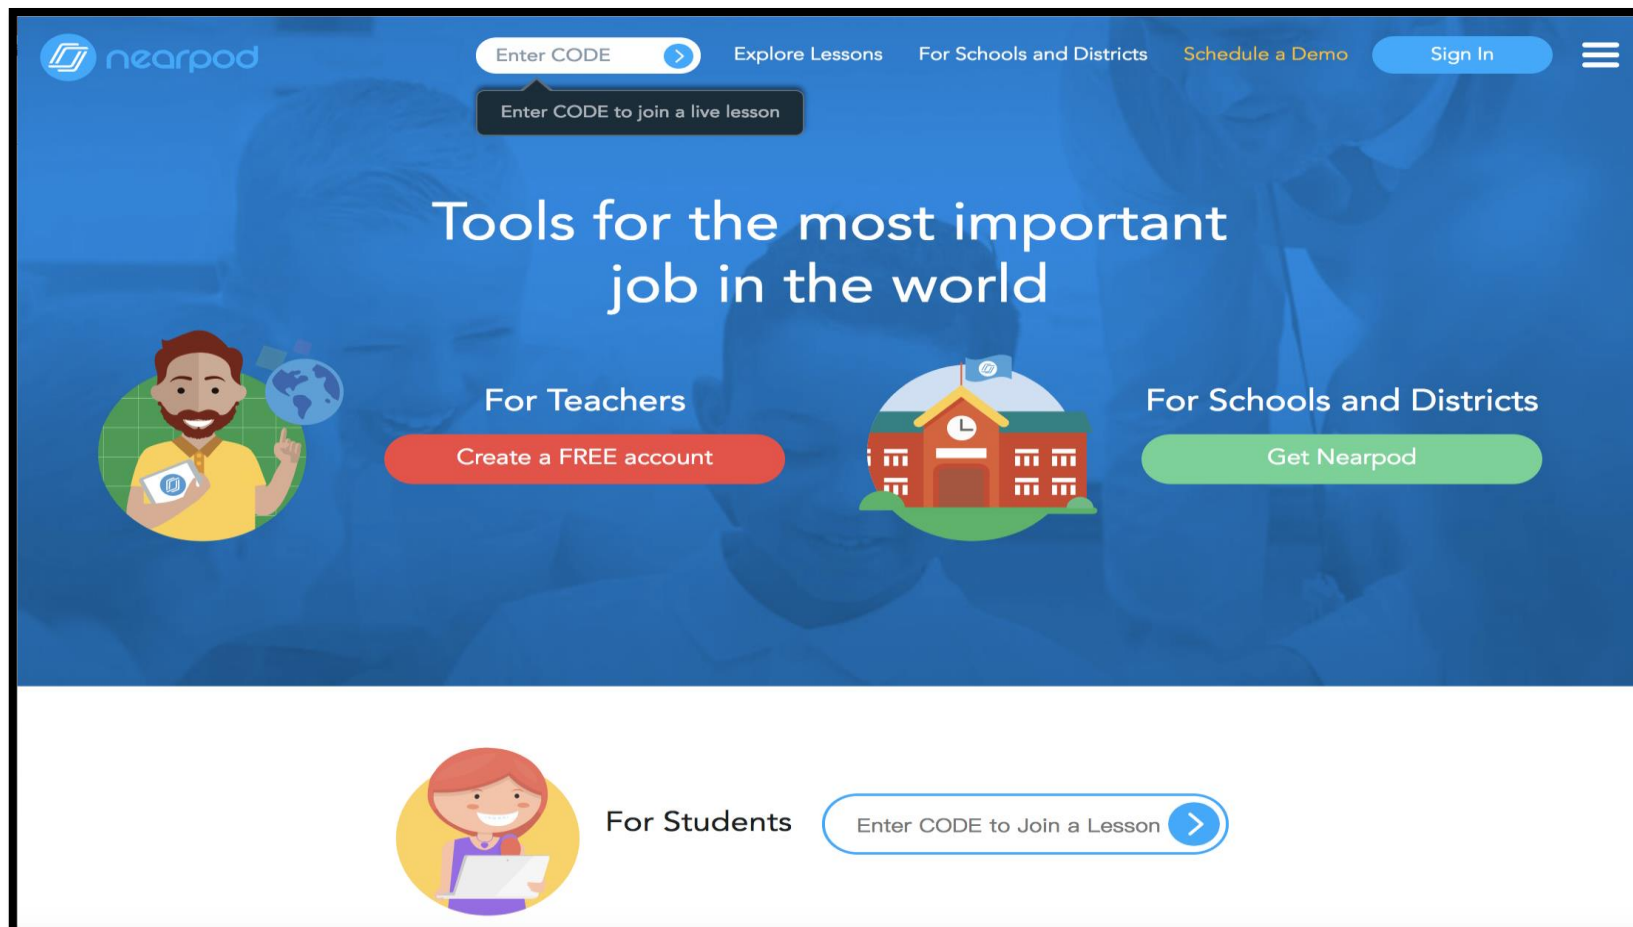 nearpod
Enter CODE
Explore Lessons
For Schools and Districts
Schedule a Demo
Sign In
Enter CODE to join a live lesson
Tools for the most important
job in the world
For Teachers
Create a FREE account
For Schools and Districts
Get Nearpod
For Students
Enter CODE to Join a Lesson